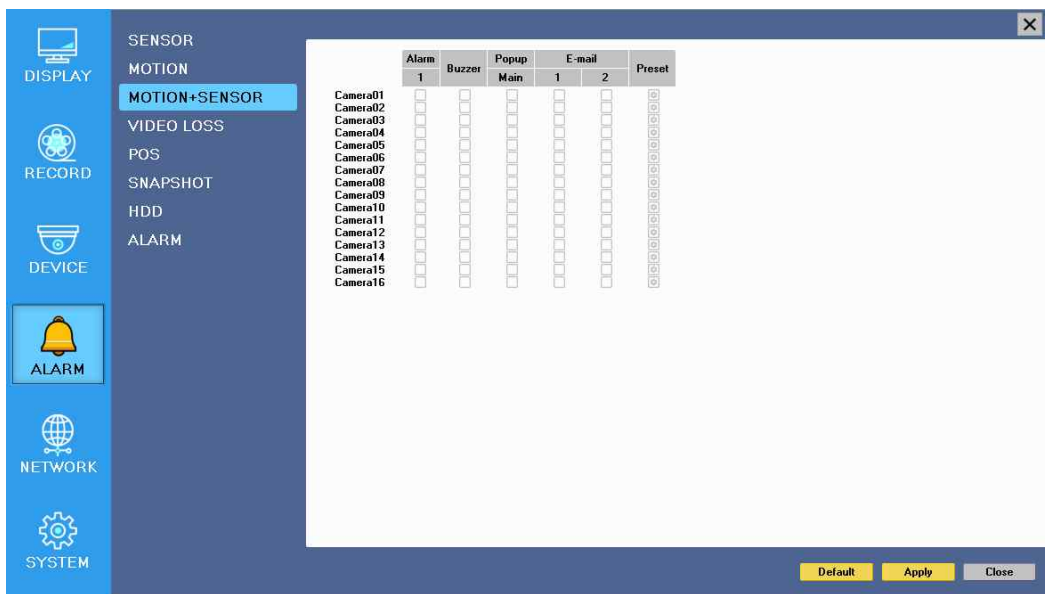 DISPLAY
RECORD
DEVICE
ALARM
NETWORK
SYSTEM
SENSOR
MOTION
MOTION+SENSOR
VIDEO LOSS
POS
SNAPSHOT
HDD
ALARM
Alarm Buzzer Popup E-mail Preset
1 Main 1 2
Camera01
Camera02
Camera03
Camera04
Camera05
Camera06
Camera07
Camera08
Camera09
Camera10
Camera11
Camera12
Camera13
Camera14
Camera15
Camera16
Default Apply Close